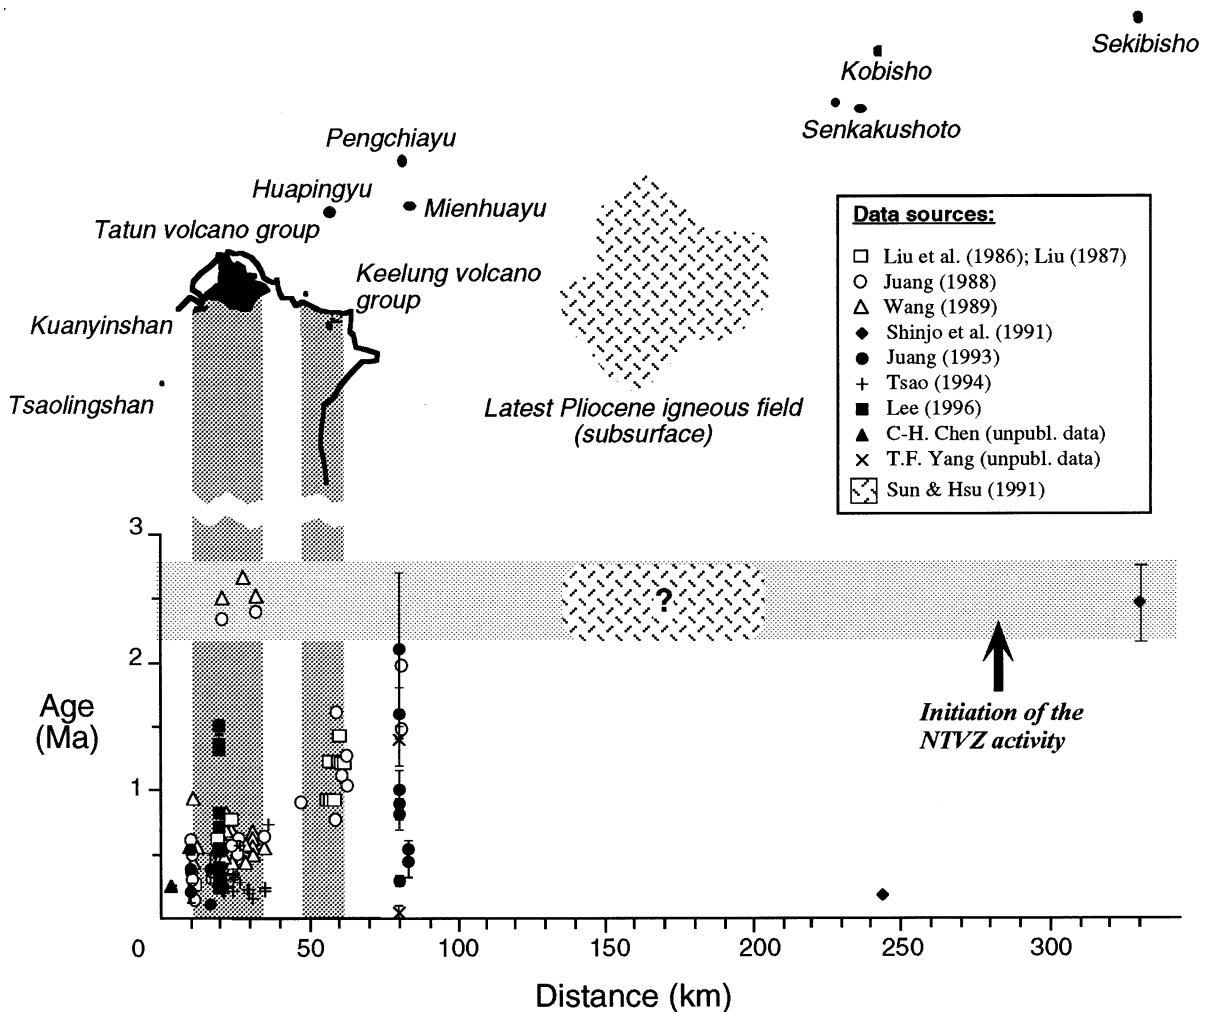 Sekibisho
Kobisho
Senkakushoto
Pengchiayu
Huapingyu
Mienhuayu
Tatun volcano group
Keelung volcano
group
Kuanyinshan
Tsaolingshan
Latest Pliocene igneous field
(subsurface)
Data sources:
Liu et al. (1986); Liu (1987)
Juang (1988)
Wang (1989)
Shinjo et al. (1991)
Juang (1993)
Tsao (1994)
Lee (1996)
C-H. Chen (unpubl. data)
T.F. Yang (unpubl. data)
Sun & Hsu (1991)
3
?
2
Age
(Ma)
Initiation of the
NTVZ activity
1
0 50 100 150 200 250 300
Distance (km)